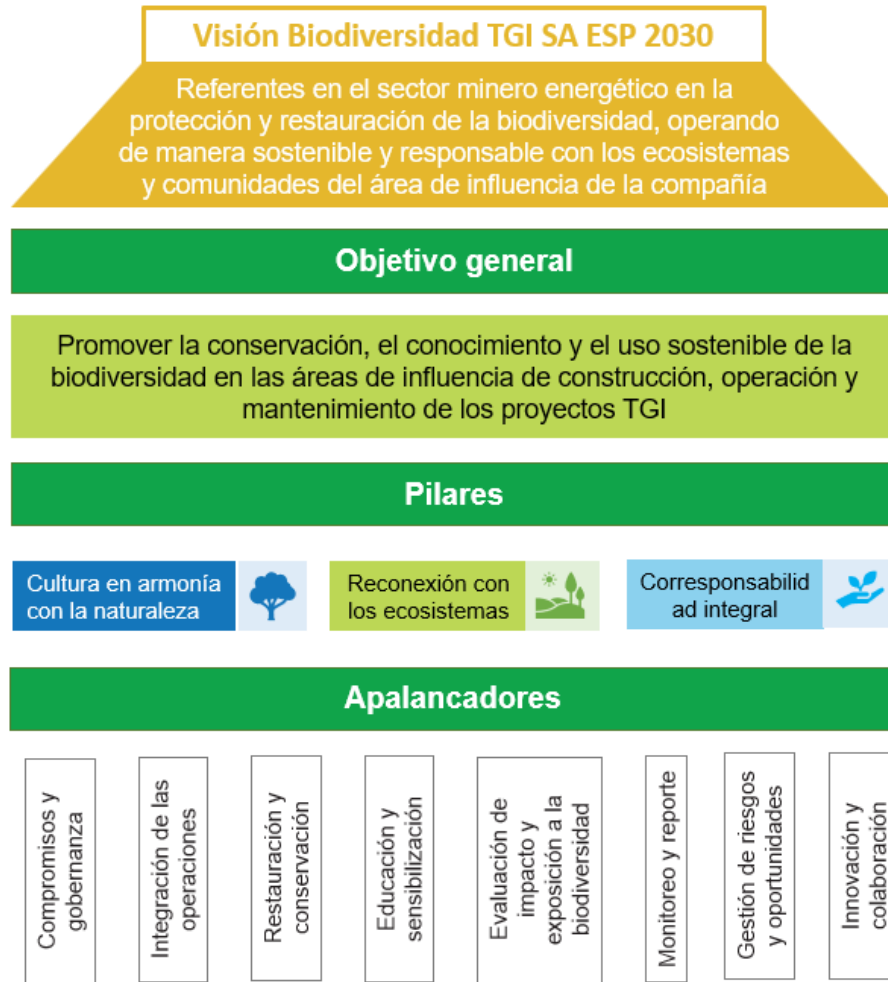 Visión Biodiversidad TGI SA ESP 2030
Referentes en el sector minero energético en la
protección y restauración de la biodiversidad, operando
de manera sostenible y responsable con los ecosistemas
y comunidades del área de influencia de la compañía
Objetivo general
Promover la conservación, el conocimiento y el uso sostenible de la
biodiversidad en las áreas de influencia de construcción, operación y
mantenimiento de los proyectos TGI
Pilares
Cultura en armonía
con la naturaleza
Reconexión con
los ecosistemas
Corresponsabilid
ad integral
Apalancadores
Compromisos y
gobernanza
Integración de las
operaciones
Restauración y
conservación
Educación y
sensibilización
Evaluación de
impacto y
exposición a la
biodiversidad
Monitoreo y reporte
Gestión de riesgos
y oportunidades
Innovación y
colaboración